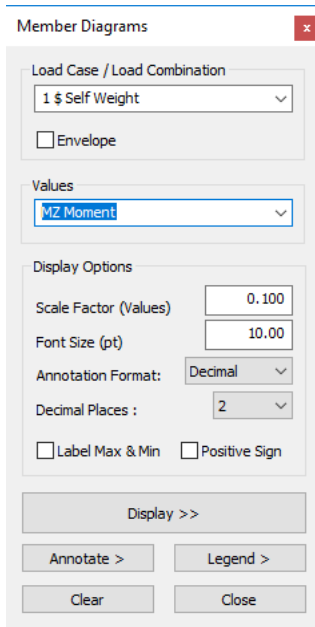 Member Diagrams x
Load Case / Load Combination
1 $ Self Weight
Envelope
Values
MZ Moment
Display Options
Scale Factor (Values) 0.100
Font Size (pt) 10.00
Annotation Format: Decimal
Decimal Places : 2
Label Max & Min Positive Sign
Display >>
Annotate > Legend >
Clear Close